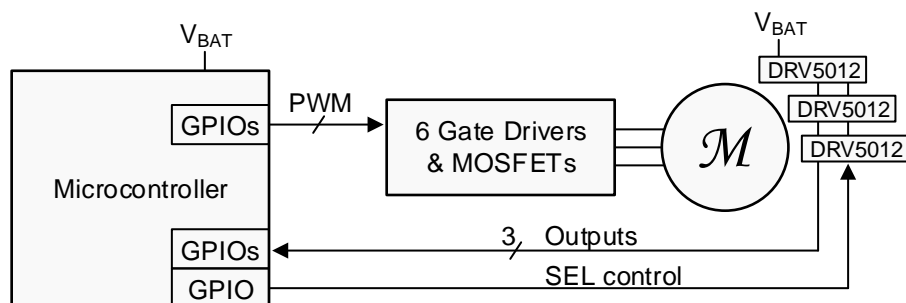 V_BAT
V_BAT
DRV5012
DRV5012
DRV5012
GPIOs
PWM
6 Gate Drivers
& MOSFETs
M
Microcontroller
GPIOs
3
Outputs
GPIO
SEL control